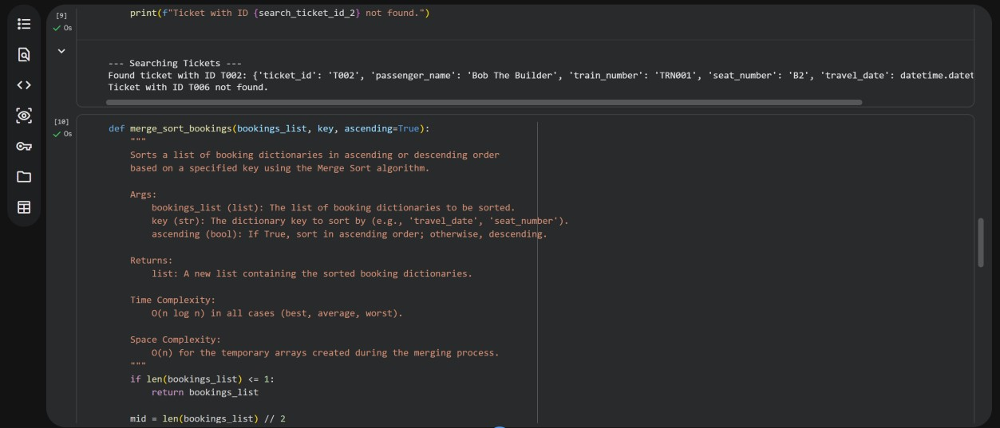 [9]
0s
        print(f"Ticket with ID {search_ticket_id_2} not found.")
--- Searching Tickets ---
Found ticket with ID T002: {'ticket_id': 'T002', 'passenger_name': 'Bob The Builder', 'train_number': 'TRN001', 'seat_number': 'B2', 'travel_date': datetime.datet
Ticket with ID T006 not found.
[10]
0s
def merge_sort_bookings(bookings_list, key, ascending=True):
    """
    Sorts a list of booking dictionaries in ascending or descending order
    based on a specified key using the Merge Sort algorithm.

    Args:
        bookings_list (list): The list of booking dictionaries to be sorted.
        key (str): The dictionary key to sort by (e.g., 'travel_date', 'seat_number').
        ascending (bool): If True, sort in ascending order; otherwise, descending.

    Returns:
        list: A new list containing the sorted booking dictionaries.

    Time Complexity:
        O(n log n) in all cases (best, average, worst).

    Space Complexity:
        O(n) for the temporary arrays created during the merging process.
    """
    if len(bookings_list) <= 1:
        return bookings_list

    mid = len(bookings_list) // 2